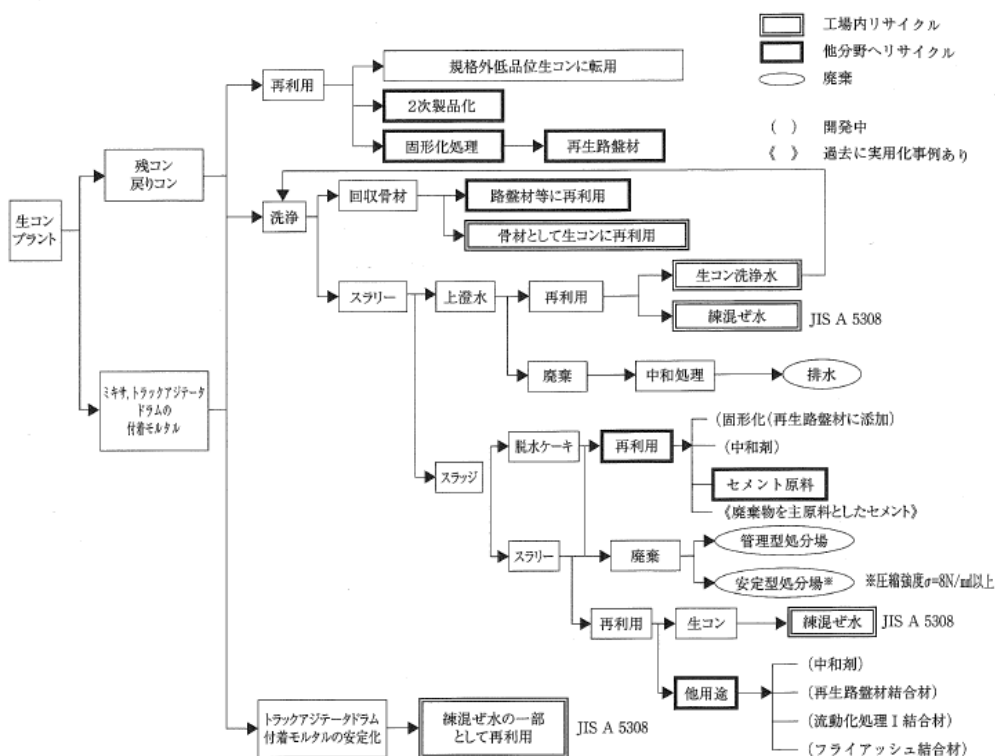 工場内リサイクル
他分野へリサイクル
廃棄
( ) 開発中
《 》 過去に実用化事例あり
生コン
プラント
残コン
戻りコン
ミキサ,トラックアジテータ
ドラムの
付着モルタル
再利用
規格外低品位生コンに転用
2次製品化
固形化処理
再生路盤材
洗浄
回収骨材
路盤材等に再利用
骨材として生コンに再利用
スラリー
上澄水
再利用
生コン洗浄水
練混ぜ水
JIS A 5308
廃棄
中和処理
排水
スラッジ
脱水ケーキ
再利用
(固形化(再生路盤材に添加)
(中和剤)
セメント原料
《廃棄物を主原料としたセメント》
スラリー
廃棄
管理型処分場
安定型処分場※
※圧縮強度σ=8N/㎟以上
再利用
生コン
練混ぜ水
JIS A 5308
他用途
(中和剤)
(再生路盤材結合材)
(流動化処理Ⅰ結合材)
(フライアッシュ結合材)
トラックアジテータドラム
付着モルタルの安定化
練混ぜ水の一部
として再利用
JIS A 5308